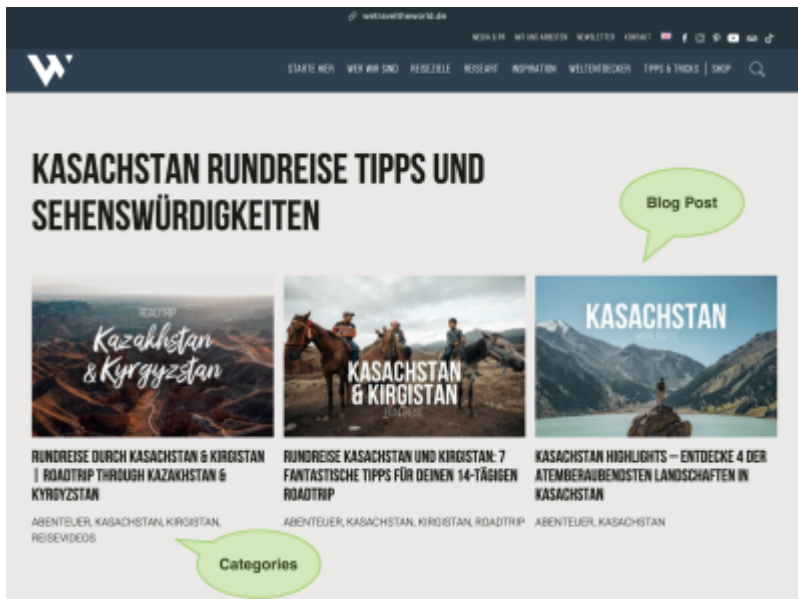 wetraveltheworld.de
MEDIA & PR MIT UNS ARBEITEN NEWSLETTER KONTAKT
STARTE HIER WER WIR SIND REISEZIELE REISEART INSPIRATION WELTENTDECKER TIPPS & TRICKS | SHOP
KASACHSTAN RUNDREISE TIPPS UND
SEHENSWÜRDIGKEITEN
Blog Post
ROADTRIP
Kazakhstan
& Kyrgyzstan
KASACHSTAN
& KIRGISTAN
RUNDREISE
KASACHSTAN
HIGHLIGHTS
RUNDREISE DURCH KASACHSTAN & KIRGISTAN
| ROADTRIP THROUGH KAZAKHSTAN &
KYRGYZSTAN
ABENTEUER, KASACHSTAN, KIRGISTAN,
REISEVIDEOS
RUNDREISE KASACHSTAN UND KIRGISTAN: 7
FANTASTISCHE TIPPS FÜR DEINEN 14-TÄGIGEN
ROADTRIP
ABENTEUER, KASACHSTAN, KIRGISTAN, ROADTRIP
KASACHSTAN HIGHLIGHTS – ENTDECKE 4 DER
ATEMBERAUBENDSTEN LANDSCHAFTEN IN
KASACHSTAN
ABENTEUER, KASACHSTAN
Categories